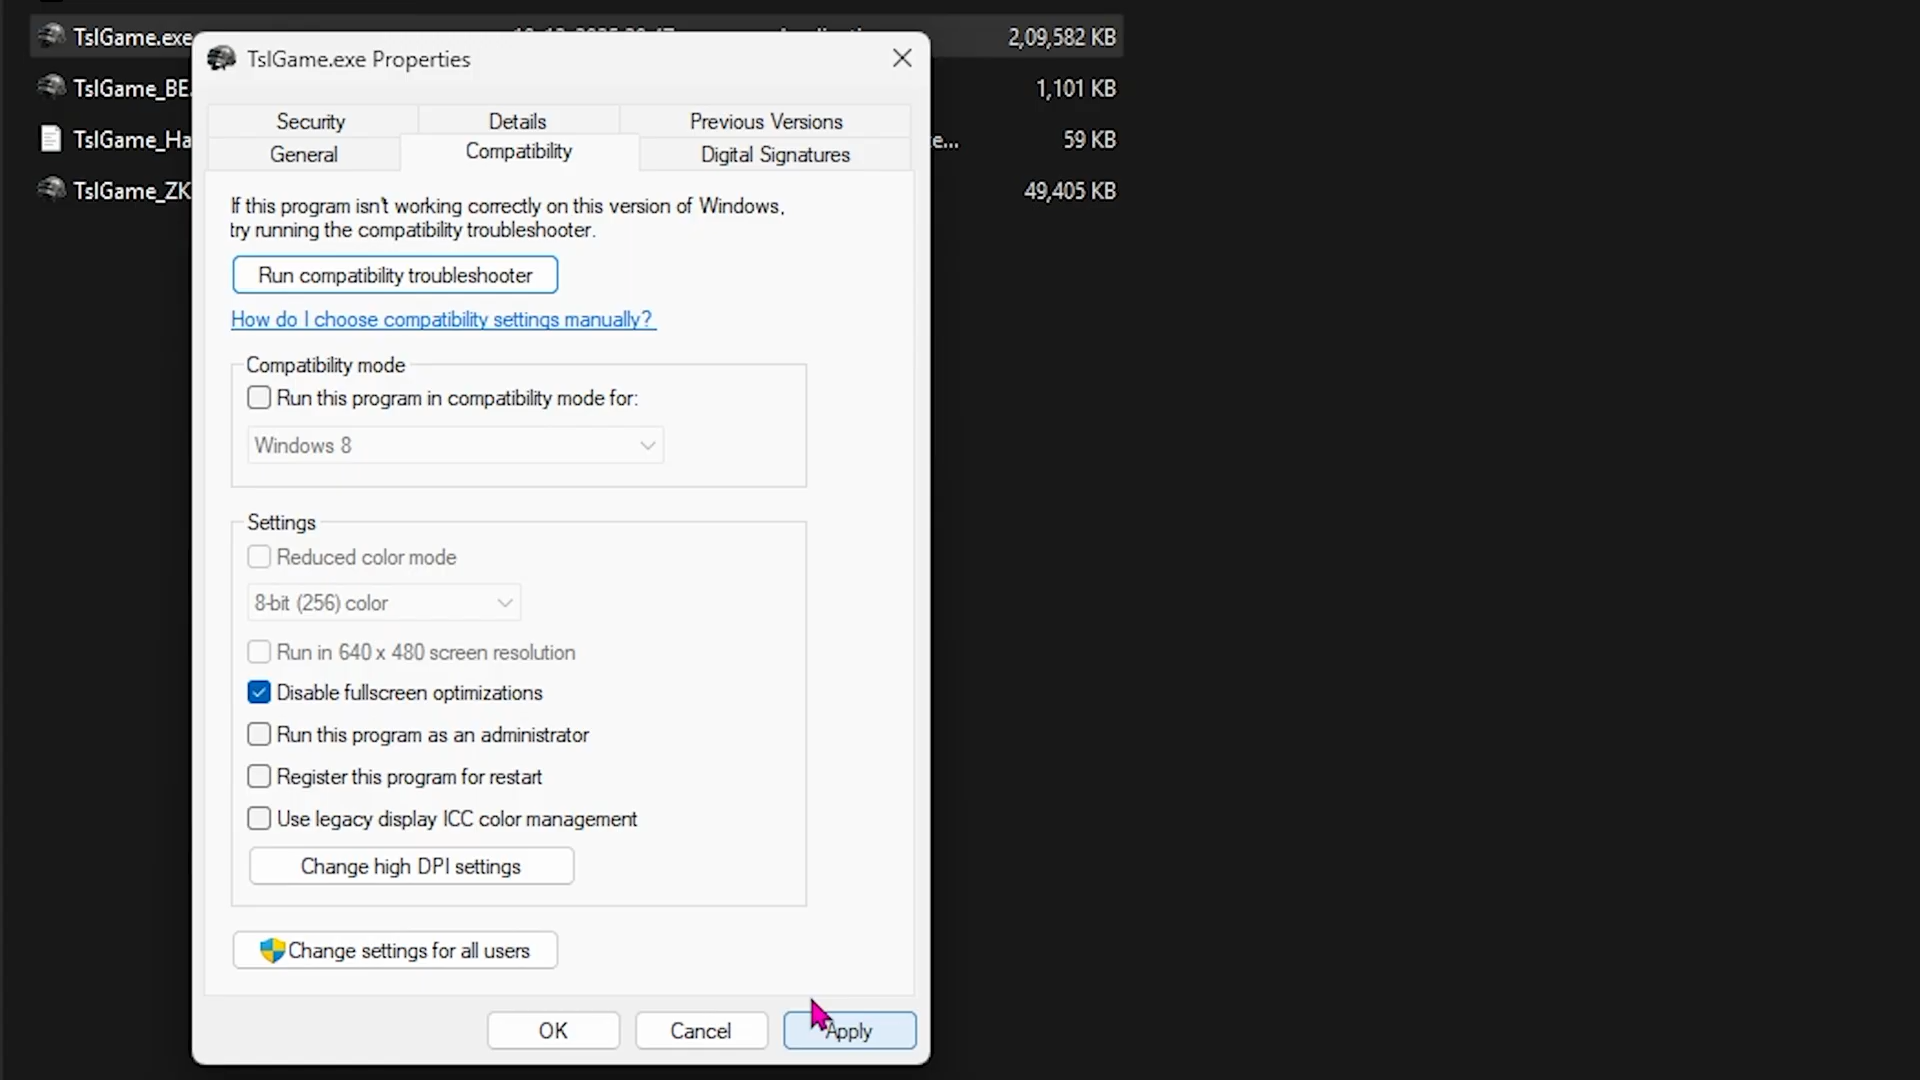 TslGame.exe
2,09,582 KB
TslGame_BE.
1,101 KB
TslGame_Ha
e...
59 KB
TslGame_ZK
49,405 KB
TslGame.exe Properties
Security
Details
Previous Versions
General
Compatibility
Digital Signatures
If this program isn't working correctly on this version of Windows,
try running the compatibility troubleshooter.
Run compatibility troubleshooter
How do I choose compatibility settings manually?
Compatibility mode
Run this program in compatibility mode for:
Windows 8
Settings
Reduced color mode
8-bit (256) color
Run in 640 x 480 screen resolution
Disable fullscreen optimizations
Run this program as an administrator
Register this program for restart
Use legacy display ICC color management
Change high DPI settings
Change settings for all users
OK
Cancel
Apply